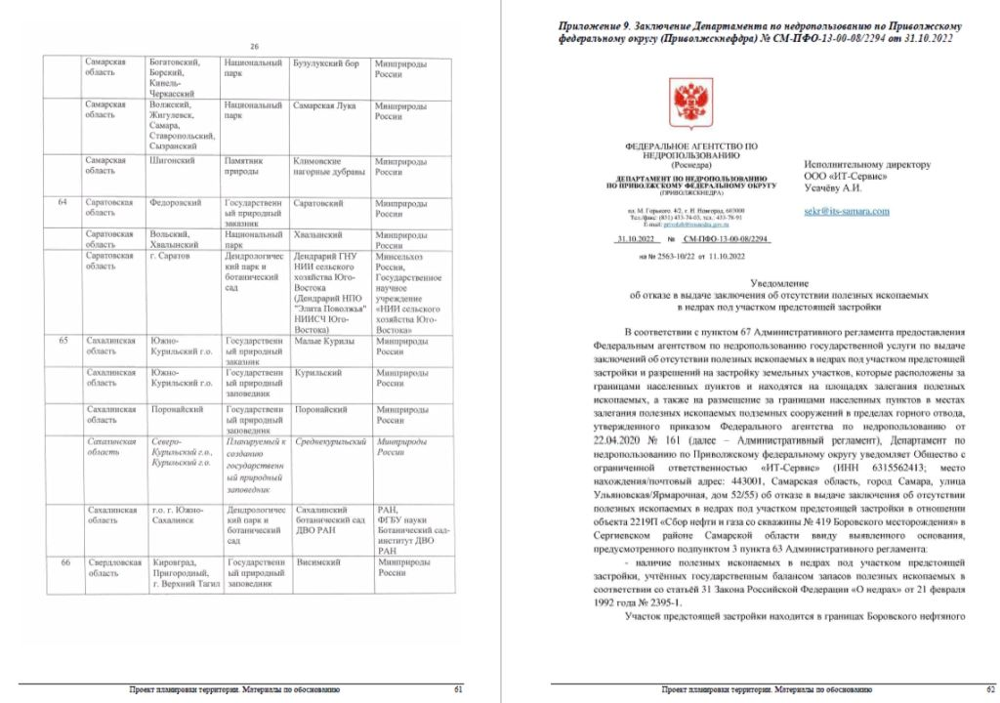 26
Самарская область | Богатовский, Борский, Кинель-Черкасский | Национальный парк | Бузулукский бор | Минприроды России
Самарская область | Волжский, Жигулевск, Самара, Ставропольский, Сызранский | Национальный парк | Самарская Лука | Минприроды России
Самарская область | Шигонский | Памятник природы | Климовские нагорные дубравы | Минприроды России
64 | Саратовская область | Федоровский | Государственный природный заказник | Саратовский | Минприроды России
Саратовская область | Вольский, Хвалынский | Национальный парк | Хвалынский | Минприроды России
Саратовская область | г. Саратов | Дендрологический парк и ботанический сад | Дендрарий ГНУ НИИ сельского хозяйства Юго-Востока (Дендрарий НПО "Элита Поволжья" НИИСЧ Юго-Востока) | Минсельхоз России, Государственное научное учреждение «НИИ сельского хозяйства Юго-Востока»
65 | Сахалинская область | Южно-Курильский г.о. | Государственный природный заказник | Малые Курилы | Минприроды России
Сахалинская область | Южно-Курильский г.о. | Государственный природный заповедник | Курильский | Минприроды России
Сахалинская область | Поронайский | Государственный природный заповедник | Поронайский | Минприроды России
Сахалинская область | Северо-Курильский г.о., Курильский г.о. | Планируемый к созданию государственный природный заповедник | Среднекурильский | Минприроды России
Сахалинская область | г.о. г. Южно-Сахалинск | Дендрологический парк и ботанический сад | Сахалинский ботанический сад ДВО РАН | РАН, ФГБУ науки Ботанический сад-институт ДВО РАН
66 | Свердловская область | Кировград, Пригородный, г. Верхний Тагил | Государственный природный заповедник | Висимский | Минприроды России
Проект планировки территории. Материалы по обоснованию 61
Приложение 9. Заключение Департамента по недропользованию по Приволжскому
федеральному округу (Приволжскнефдра) № СМ-ПФО-13-00-08/2294 от 31.10.2022
ФЕДЕРАЛЬНОЕ АГЕНТСТВО ПО
НЕДРОПОЛЬЗОВАНИЮ
(Роснедра)
ДЕПАРТАМЕНТ ПО НЕДРОПОЛЬЗОВАНИЮ
ПО ПРИВОЛЖСКОМУ ФЕДЕРАЛЬНОМУ ОКРУГУ
(ПРИВОЛЖСКНЕДРА)
пл. М. Горького, 4/2, г. Н. Новгород, 603000
Тел./факс: (831) 433-74-03, тел.: 433-78-91
E-mail: privolzh@rosnedra.gov.ru
31.10.2022 № СМ-ПФО-13-00-08/2294
на № 2563-10/22 от 11.10.2022
Исполнительному директору
ООО «ИТ-Сервис»
Усачёву А.И.
sekr@its-samara.com
Уведомление
об отказе в выдаче заключения об отсутствии полезных ископаемых
в недрах под участком предстоящей застройки
В соответствии с пунктом 67 Административного регламента предоставления
Федеральным агентством по недропользованию государственной услуги по выдаче
заключений об отсутствии полезных ископаемых в недрах под участком предстоящей
застройки и разрешений на застройку земельных участков, которые расположены за
границами населенных пунктов и находятся на площадях залегания полезных
ископаемых, а также на размещение за границами населенных пунктов в местах
залегания полезных ископаемых подземных сооружений в пределах горного отвода,
утвержденного приказом Федерального агентства по недропользованию от
22.04.2020 № 161 (далее – Административный регламент), Департамент по
недропользованию по Приволжскому федеральному округу уведомляет Общество с
ограниченной ответственностью «ИТ-Сервис» (ИНН 6315562413; место
нахождения/почтовый адрес: 443001, Самарская область, город Самара, улица
Ульяновская/Ярмарочная, дом 52/55) об отказе в выдаче заключения об отсутствии
полезных ископаемых в недрах под участком предстоящей застройки в отношении
объекта 2219П «Сбор нефти и газа со скважины № 419 Боровского месторождения» в
Сергиевском районе Самарской области ввиду выявленного основания,
предусмотренного подпунктом 3 пункта 63 Административного регламента:
- наличие полезных ископаемых в недрах под участком предстоящей
застройки, учтённых государственным балансом запасов полезных ископаемых в
соответствии со статьёй 31 Закона Российской Федерации «О недрах» от 21 февраля
1992 года № 2395-1.
Участок предстоящей застройки находится в границах Боровского нефтяного
Проект планировки территории. Материалы по обоснованию 62